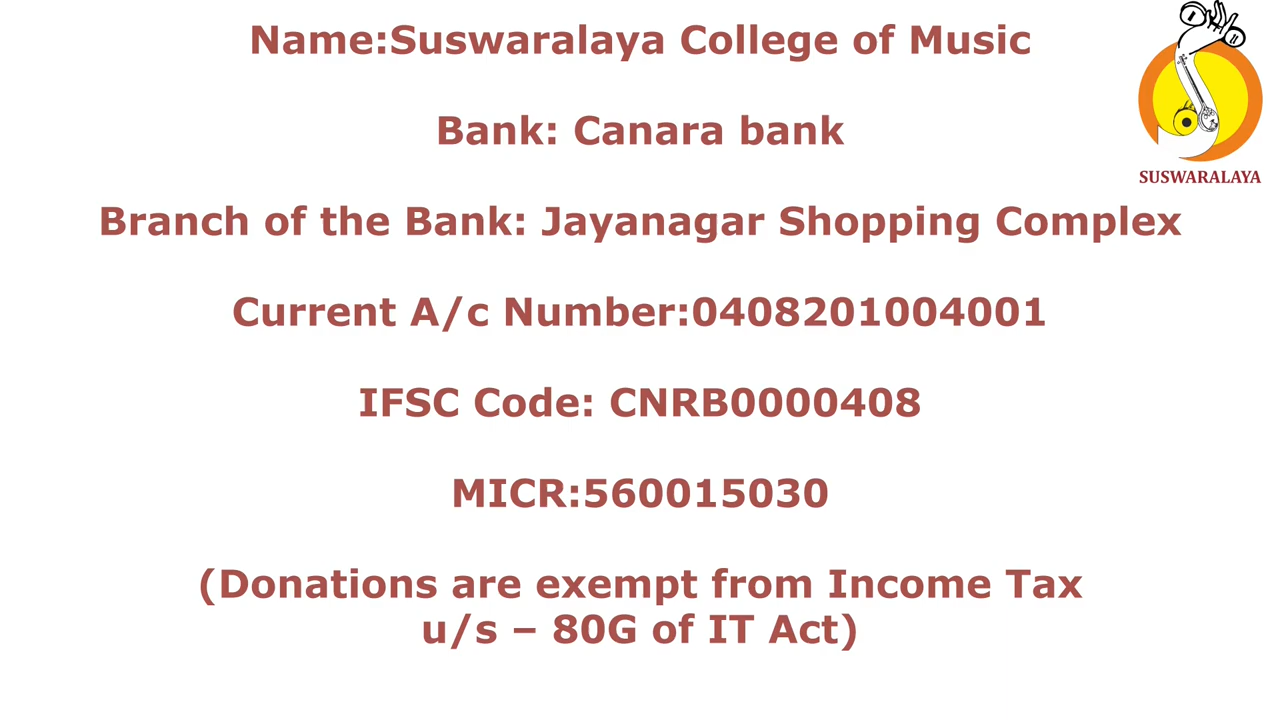 Name:Suswaralaya College of Music
SUSWARALAYA
Bank: Canara bank
Branch of the Bank: Jayanagar Shopping Complex
Current A/c Number:0408201004001
IFSC Code: CNRB0000408
MICR:560015030
(Donations are exempt from Income Tax
u/s – 80G of IT Act)